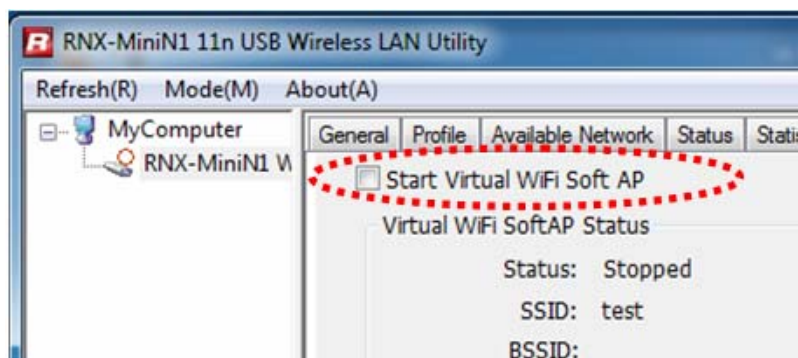 RNX-MiniN1 11n USB Wireless LAN Utility
Refresh(R) Mode(M) About(A)
MyComputer
RNX-MiniN1 W
General Profile Available Network Status Statis
Start Virtual WiFi Soft AP
Virtual WiFi SoftAP Status
Status: Stopped
SSID: test
BSSID: